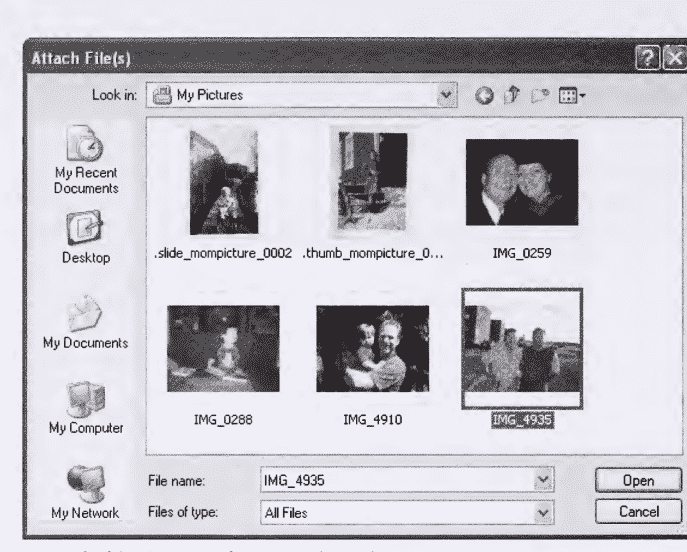 Attach File(s)
Look in: My Pictures
My Recent
Documents
Desktop
My Documents
My Computer
My Network
.slide_mompicture_0002 .thumb_mompicture_0... IMG_0259
IMG_0288 IMG_4910 IMG_4935
File name: IMG_4935 Open
Files of type: All Files Cancel